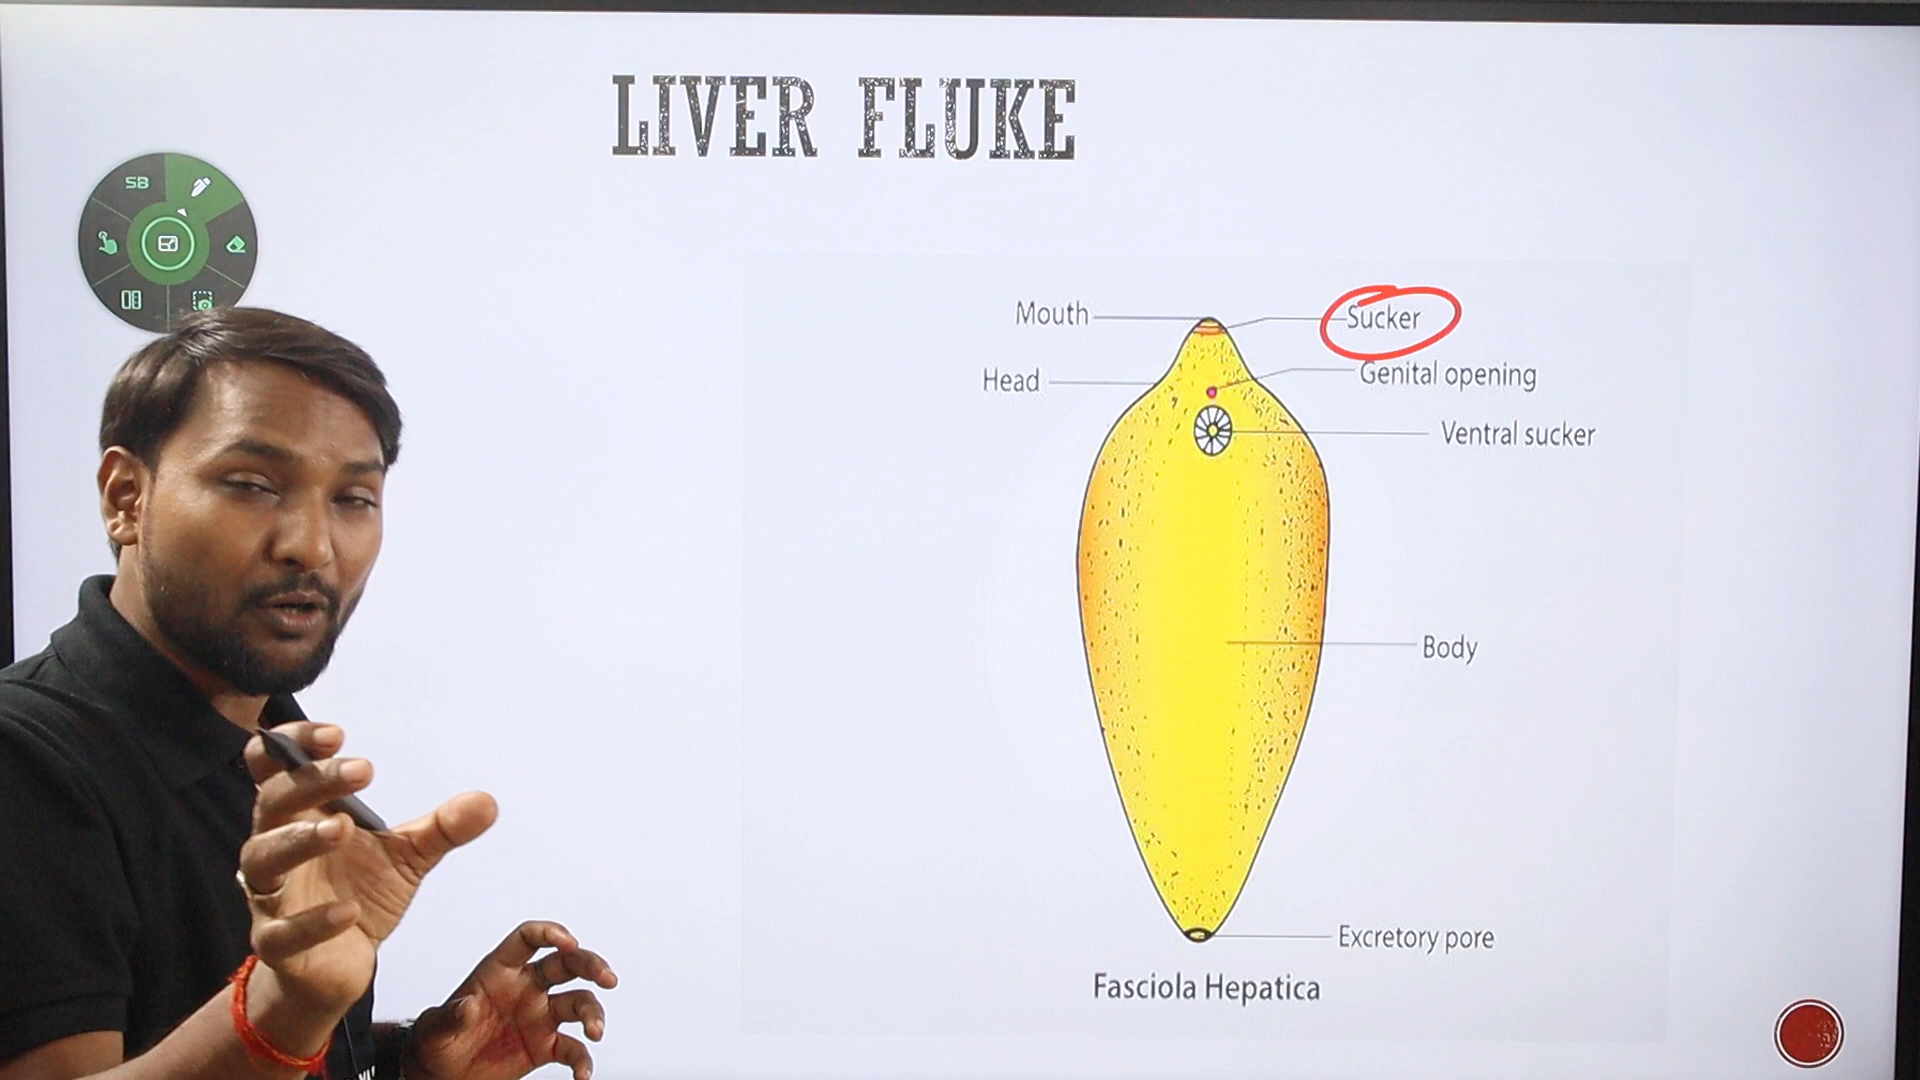 LIVER FLUKE
SB
Mouth
Sucker
Head
Genital opening
Ventral sucker
Body
Excretory pore
Fasciola Hepatica